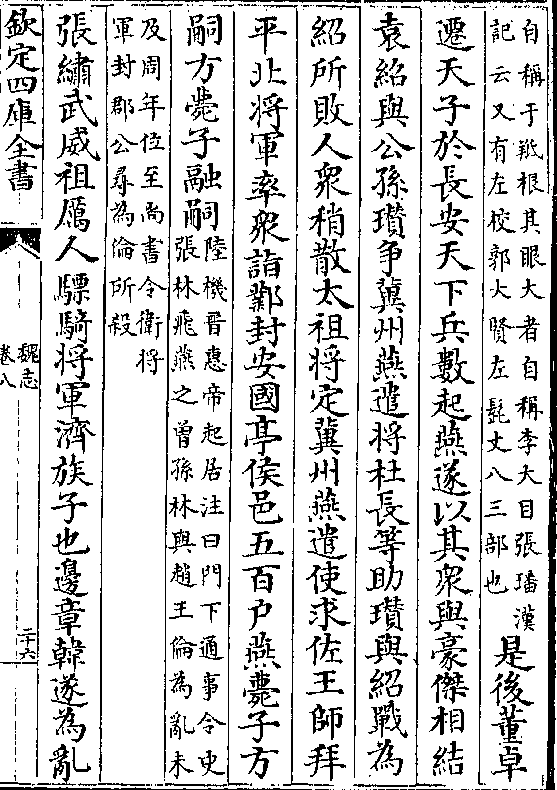 自稱于羝根其眼大者自稱李大目張璠漢
記云又有左校郭大賢左髭丈八三部也
是後董卓
遷天子於長安天下兵數起燕遂以其衆與豪傑相結
袁紹與公孫瓚爭冀州燕遣將杜長等助瓚與紹戰為
紹所敗人衆稍散太祖將定冀州燕遣使求佐王師拜
平北將軍率衆詣鄴封安國亭侯邑五百户燕薨子方
嗣方薨子融嗣
陸機晉惠帝起居注曰門下通事令史
張林飛燕之曾孫林與趙王倫為亂未
及周年位至尚書令衛將
軍封郡公尋為倫所殺
張繡武威祖厲人驃騎將軍濟族子也邊章韓遂為亂
欽定四庫全書
魏志
卷八
二十六